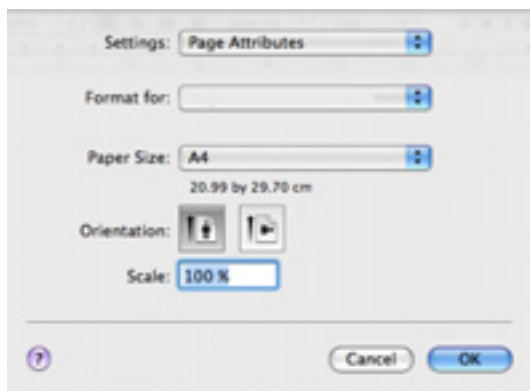 Settings: Page Attributes
Format for:
Paper Size: A4
20.99 by 29.70 cm
Orientation:
Scale: 100 %
? Cancel OK